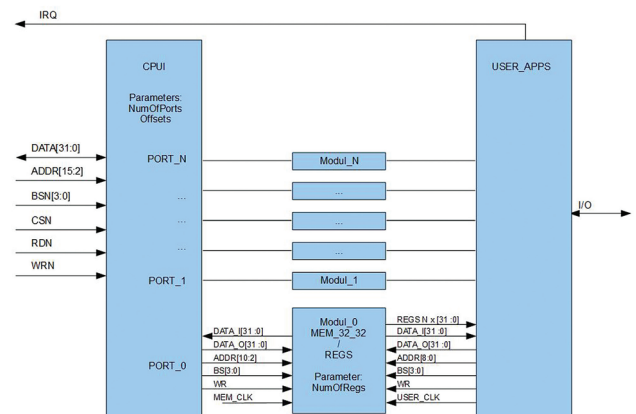 IRQ
CPUI
USER_APPS
Parameters:
NumOfPorts
Offsets
DATA[31:0]
PORT_N
Modul_N
ADDR[15:2]
...
...
BSN[3:0]
I/O
CSN
...
...
RDN
...
...
WRN
PORT_1
Modul_1
Modul_0
REGS N x [31 :0]
MEM_32_32
DATA_I[31 :0]
DATA_I[31:0]
/
REGS
DATA_O[31:0]
DATA_O[31:0]
PORT_0
ADDR[10:2]
ADDR[8:0]
Parameter:
NumOfRegs
BS[3:0]
BS[3:0]
WR
WR
MEM_CLK
USER_CLK